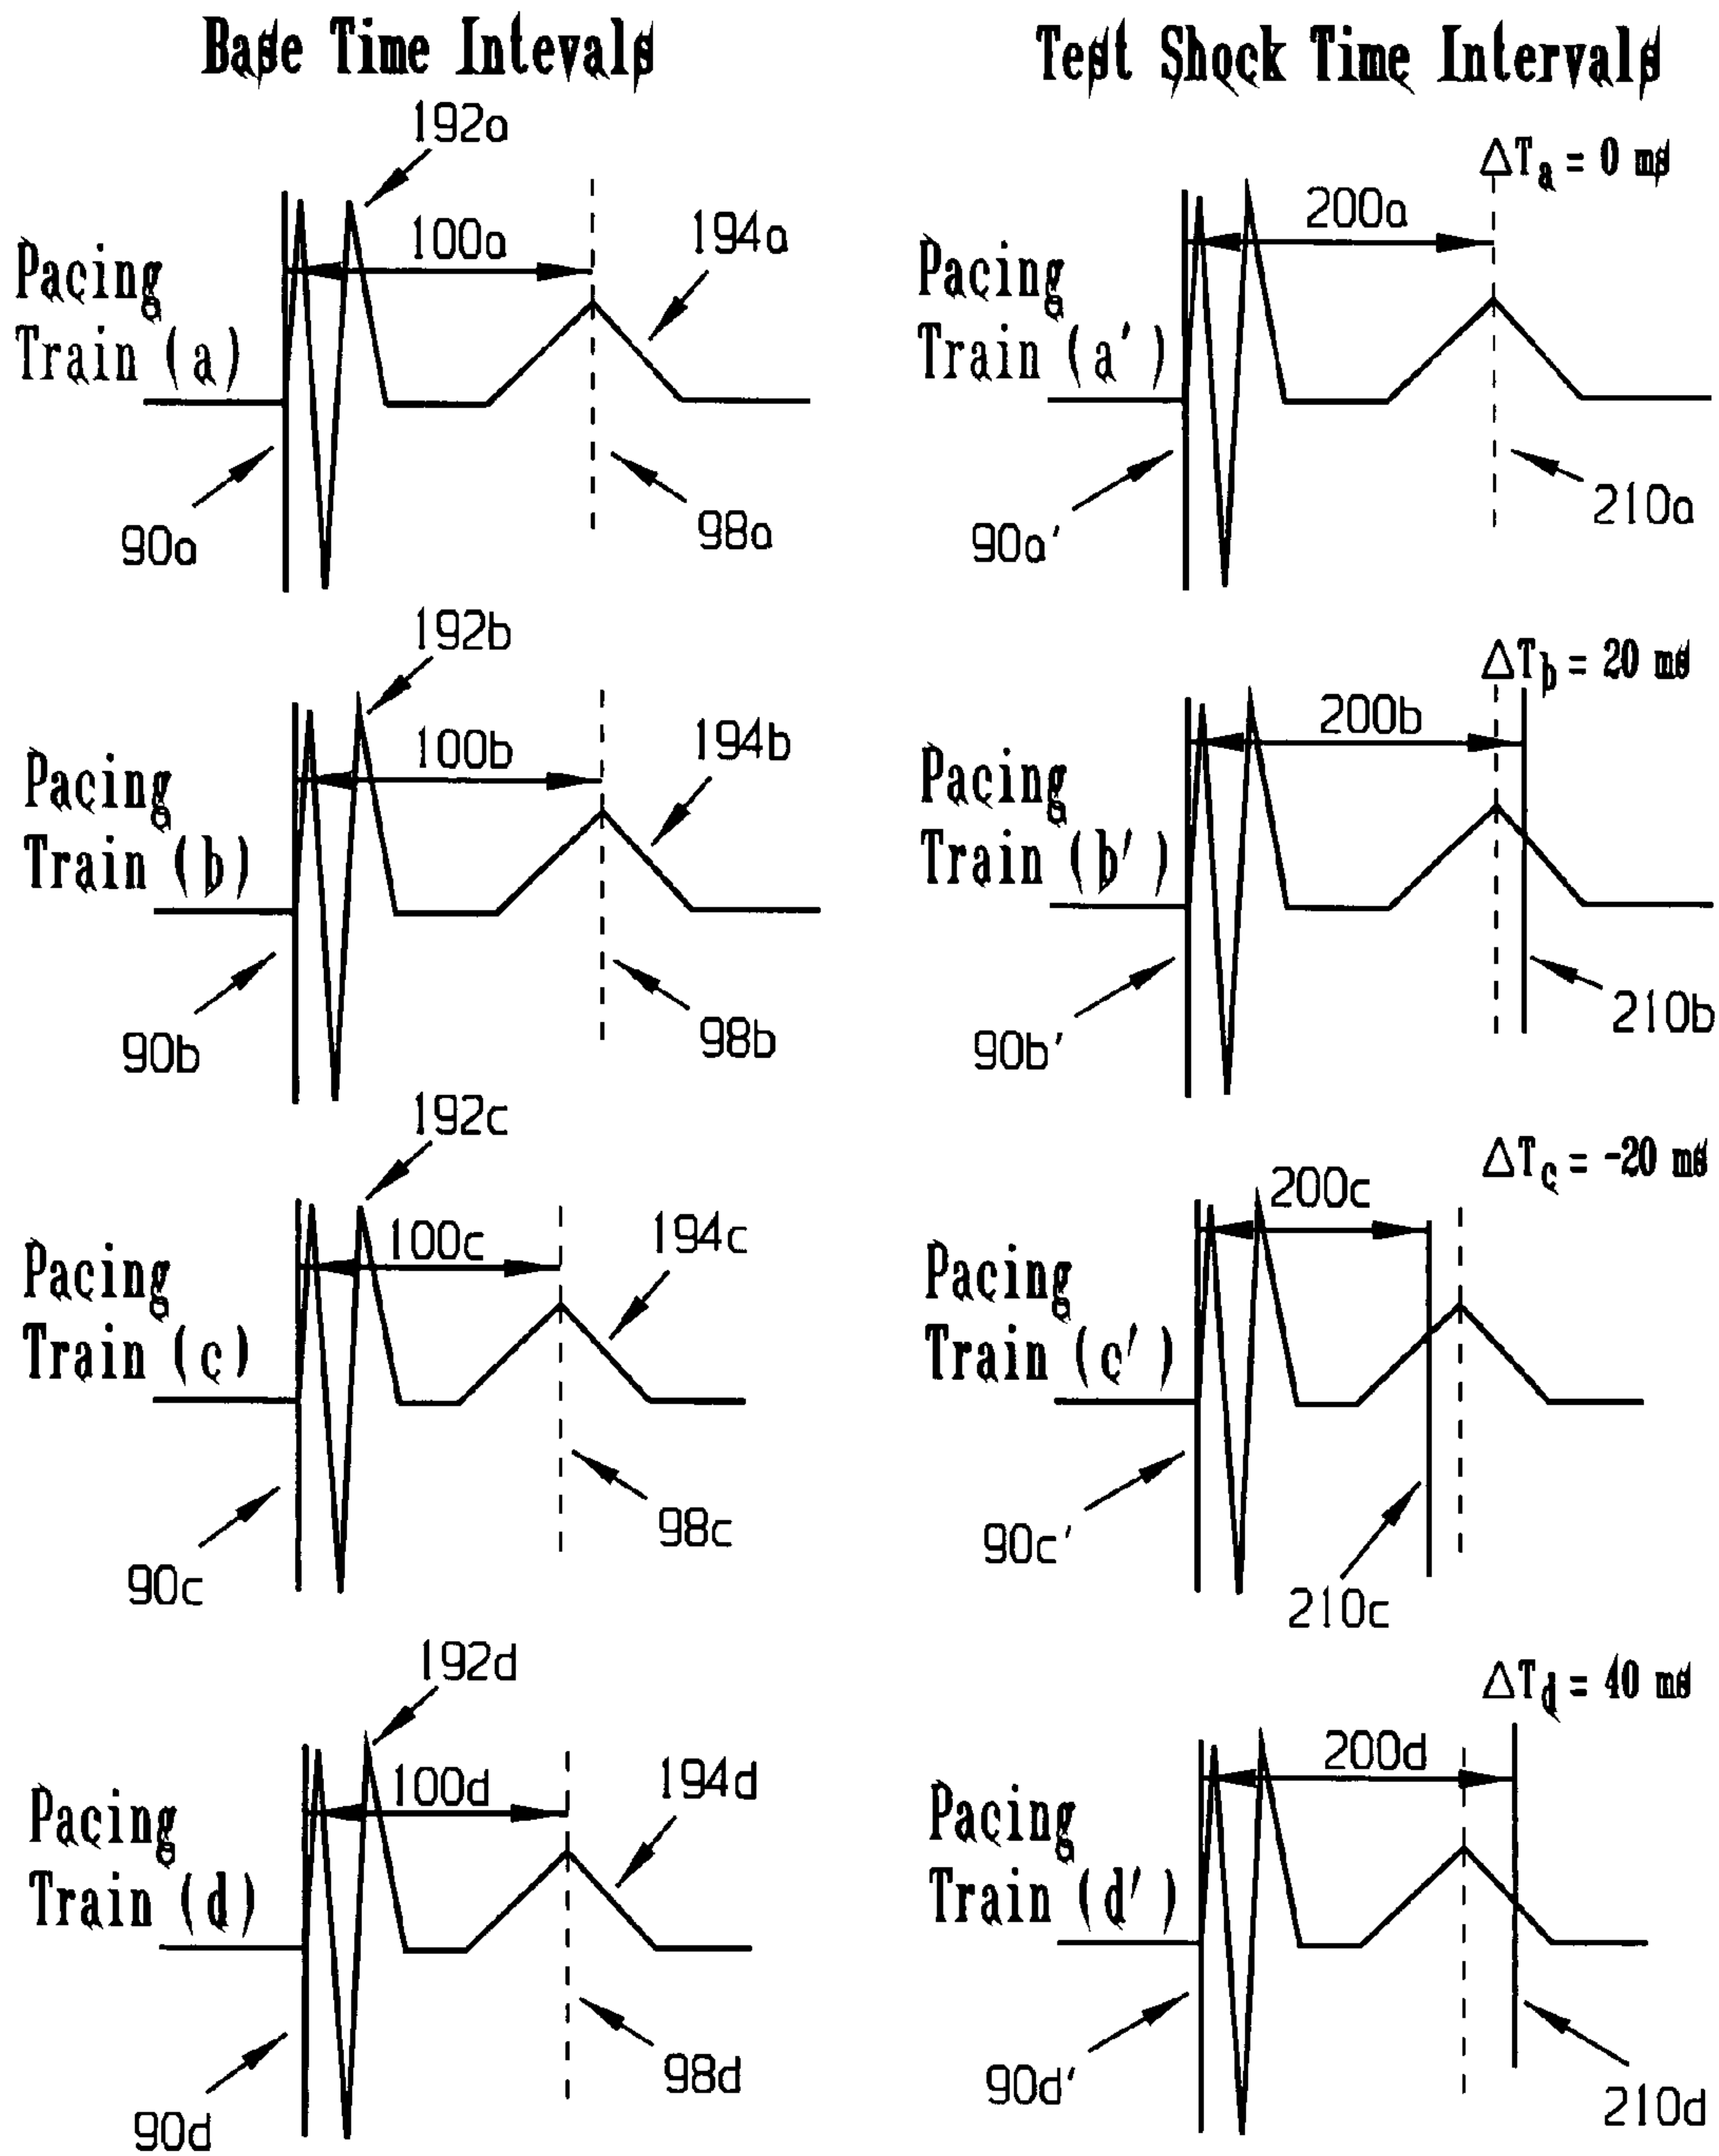 Base Time Intevals
Test Shock Time Intervals
192a
ΔTa = 0 ms
100a
194a
200a
Pacing
Train (a)
Pacing
Train (a')
90a
98a
90a'
210a
192b
ΔTb = 20 ms
100b
194b
200b
Pacing
Train (b)
Pacing
Train (b')
90b
98b
90b'
210b
192c
ΔTc = -20 ms
100c
194c
200c
Pacing
Train (c)
Pacing
Train (c')
90c
98c
90c'
210c
192d
ΔTd = 40 ms
100d
194d
200d
Pacing
Train (d)
Pacing
Train (d')
90d
98d
90d'
210d